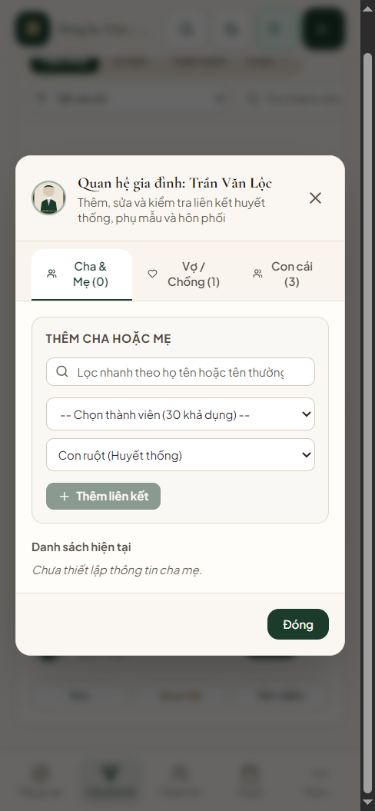 Quan hệ gia đình: Trần Văn Lộc
Thêm, sửa và kiểm tra liên kết huyết
thống, phụ mẫu và hôn phối
Cha &
Mẹ (0)
Vợ /
Chồng (1)
Con cái
(3)
THÊM CHA HOẶC MẸ
Lọc nhanh theo họ tên hoặc tên thường
-- Chọn thành viên (30 khả dụng) --
Con ruột (Huyết thống)
Thêm liên kết
Danh sách hiện tại
Chưa thiết lập thông tin cha mẹ.
Đóng